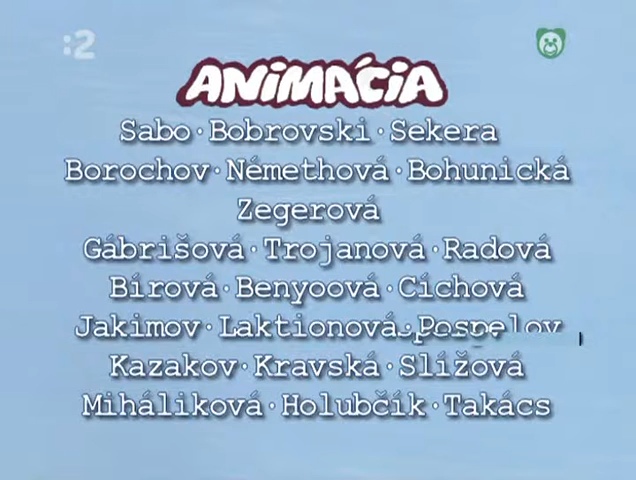 :2
ANIMÁCIA
Sabo·Bobrovski·Sekera
Borochov·Némethová·Bohunická
Zegerová
Gábrišová·Trojanová·Radová
Bírová·Benyoová·Cíchová
Jakimov·Laktionová·Pospelov
Kazakov·Kravská·Slížová
Miháliková·Holubčík·Takács